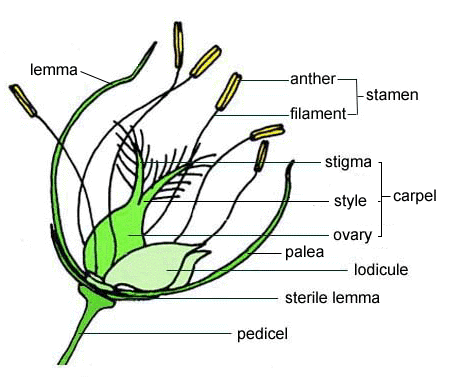 lemma
anther
stamen
filament
stigma
style
carpel
ovary
palea
lodicule
sterile lemma
pedicel